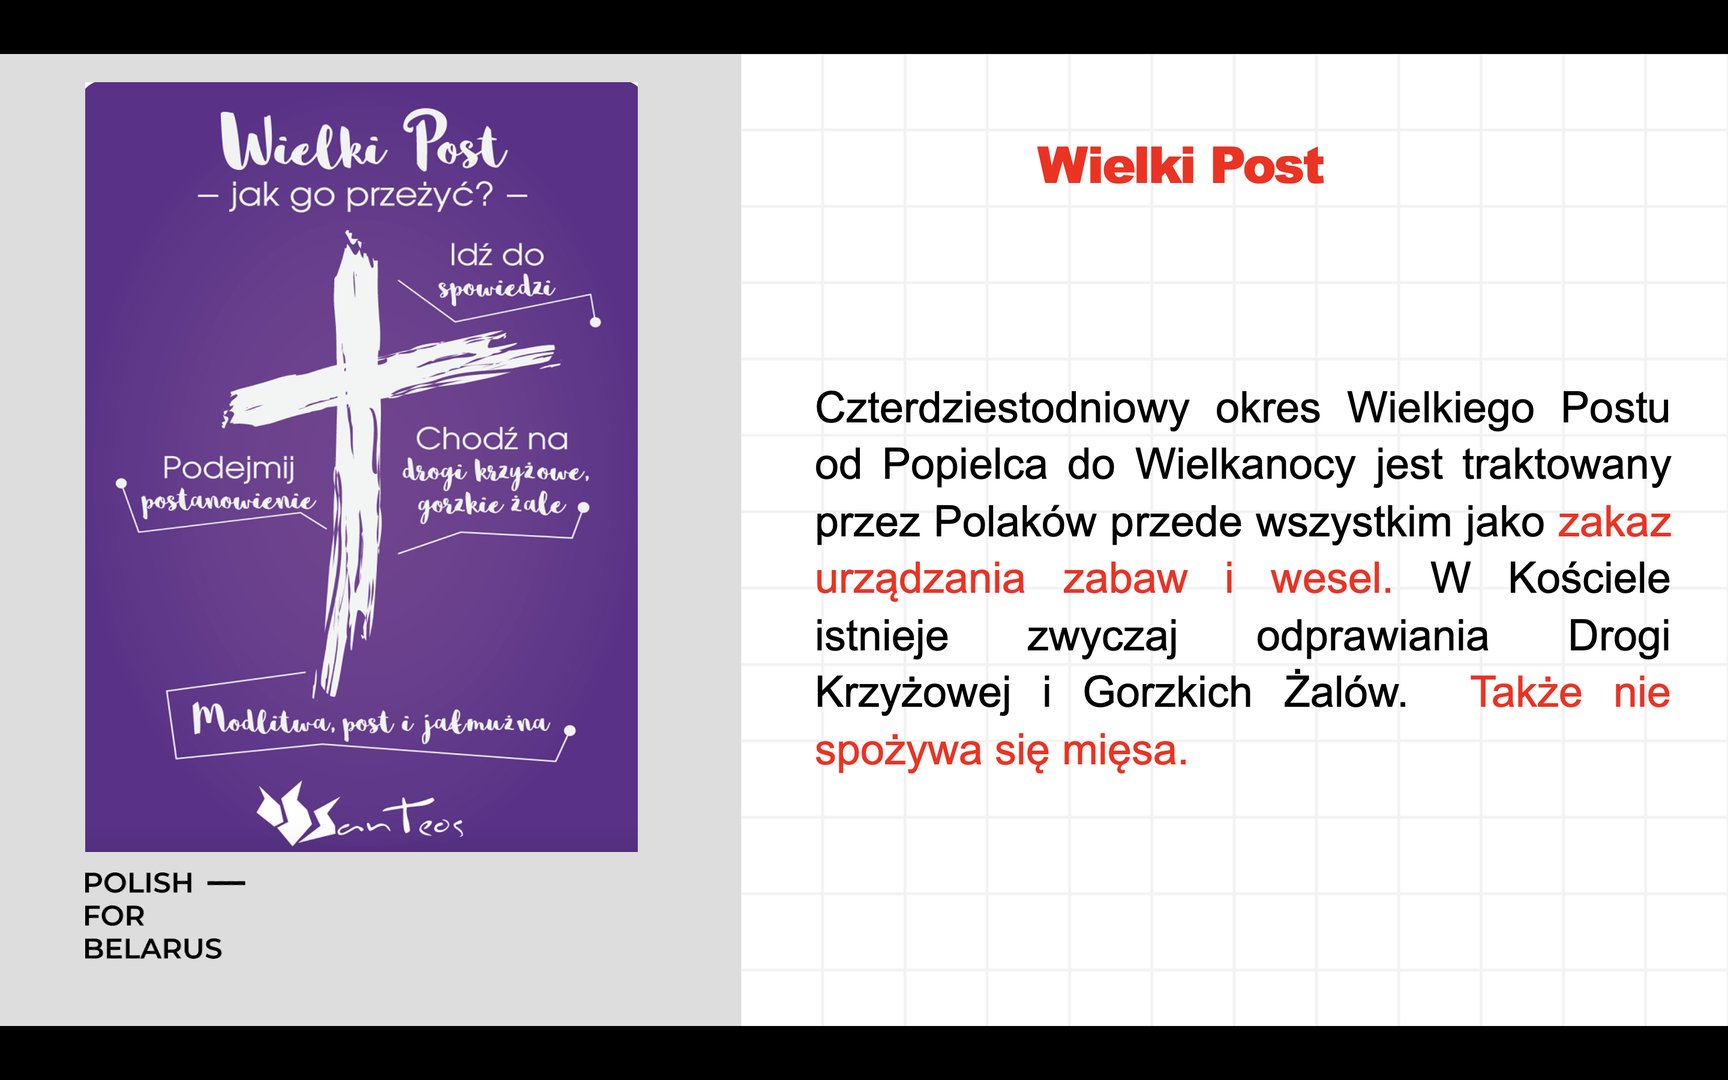 Wielki Post
– jak go przeżyć? –
Idź do
spowiedzi
Chodź na
drogi krzyżowe,
gorzkie żale
Podejmij
postanowienie
Modlitwa, post i jałmużna
SanTeos
POLISH —
FOR
BELARUS
Wielki Post
Czterdziestodniowy okres Wielkiego Postu
od Popielca do Wielkanocy jest traktowany
przez Polaków przede wszystkim jako zakaz
urządzania zabaw i wesel. W Kościele
istnieje zwyczaj odprawiania Drogi
Krzyżowej i Gorzkich Żalów. Także nie
spożywa się mięsa.